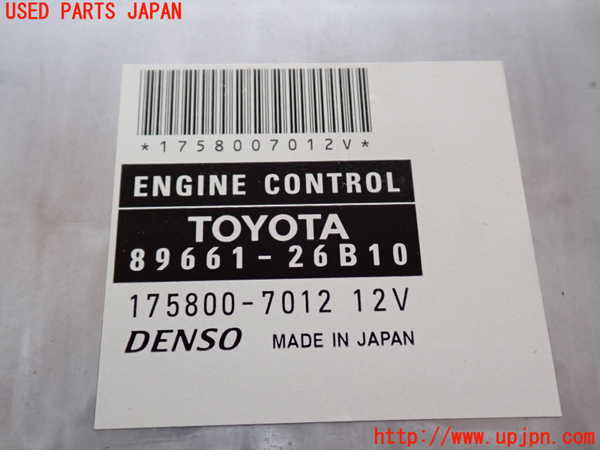 USED PARTS JAPAN
*1758007012V*
ENGINE CONTROL
TOYOTA
89661-26B10
175800-7012 12V
DENSO MADE IN JAPAN
http://www.upjpn.com